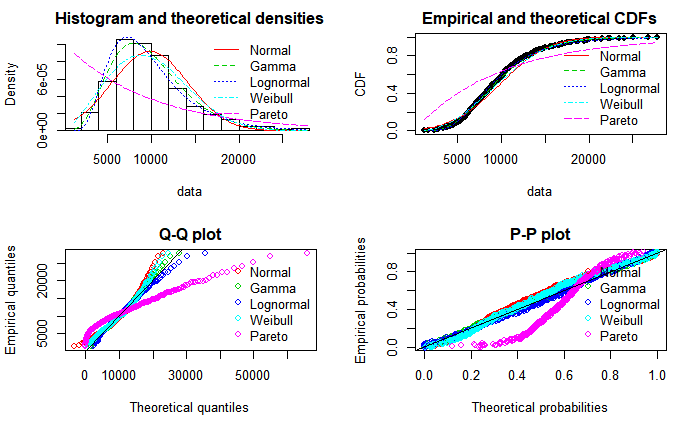 Histogram and theoretical densities
Density
0e+00 6e-05
Normal
Gamma
Lognormal
Weibull
Pareto
5000 10000 20000
data
Empirical and theoretical CDFs
CDF
0.0 0.4 0.8
Normal
Gamma
Lognormal
Weibull
Pareto
5000 10000 20000
data
Q-Q plot
Empirical quantiles
5000 20000
Normal
Gamma
Lognormal
Weibull
Pareto
0 10000 30000 50000
Theoretical quantiles
P-P plot
Empirical probabilities
0.0 0.4 0.8
Normal
Gamma
Lognormal
Weibull
Pareto
0.0 0.2 0.4 0.6 0.8 1.0
Theoretical probabilities